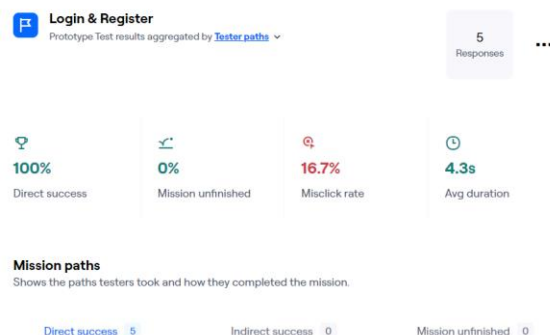 Login & Register
Prototype Test results aggregated by Tester paths
5
Responses
100%
Direct success
0%
Mission unfinished
16.7%
Misclick rate
4.3s
Avg duration
Mission paths
Shows the paths testers took and how they completed the mission.
Direct success 5 Indirect success 0 Mission unfinished 0